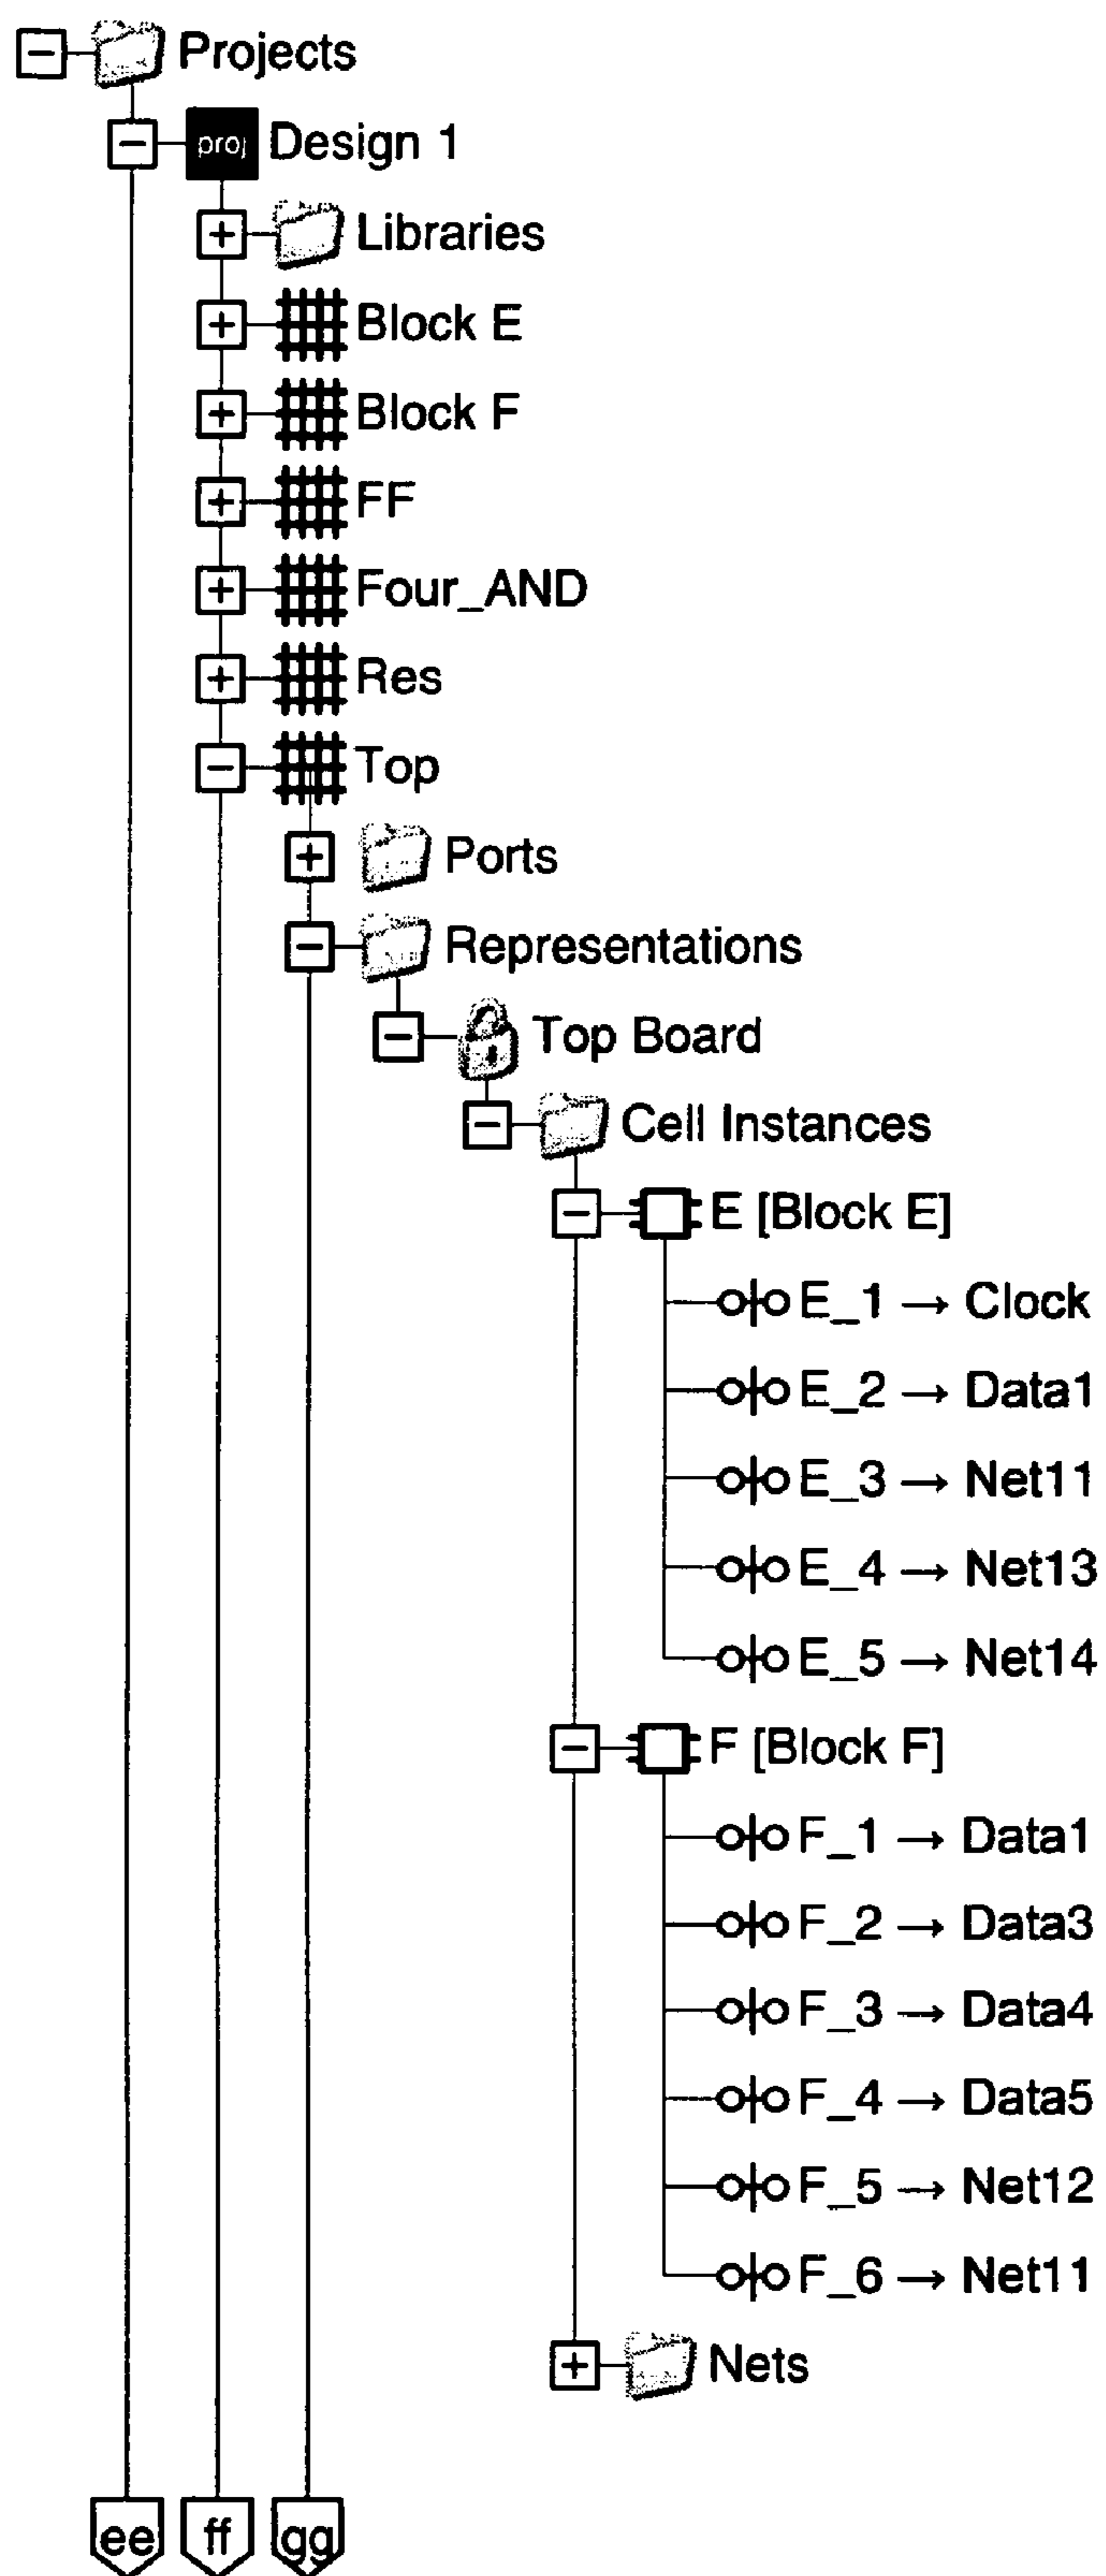 Projects
proj Design 1
Libraries
Block E
Block F
FF
Four_AND
Res
Top
Ports
Representations
Top Board
Cell Instances
E [Block E]
E_1 → Clock
E_2 → Data1
E_3 → Net11
E_4 → Net13
E_5 → Net14
F [Block F]
F_1 → Data1
F_2 → Data3
F_3 → Data4
F_4 → Data5
F_5 → Net12
F_6 → Net11
Nets
ee ff gg